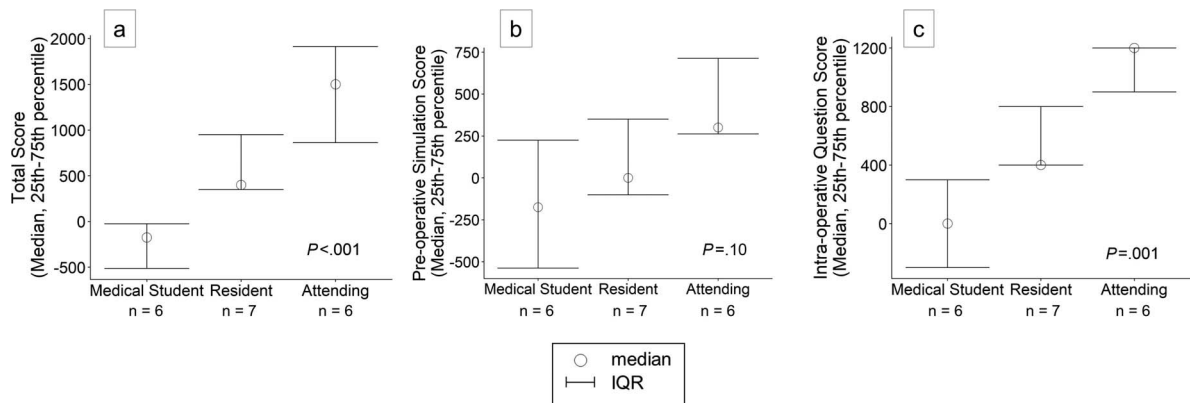 a
Total Score
(Median, 25th-75th percentile)
2000
1500
1000
500
0
-500
P<.001
Medical Student
n = 6
Resident
n = 7
Attending
n = 6
b
Pre-operative Simulation Score
(Median, 25th-75th percentile)
750
500
250
0
-250
-500
P=.10
Medical Student
n = 6
Resident
n = 7
Attending
n = 6
c
Intra-operative Question Score
(Median, 25th-75th percentile)
1200
800
400
0
P=.001
Medical Student
n = 6
Resident
n = 7
Attending
n = 6
median
IQR